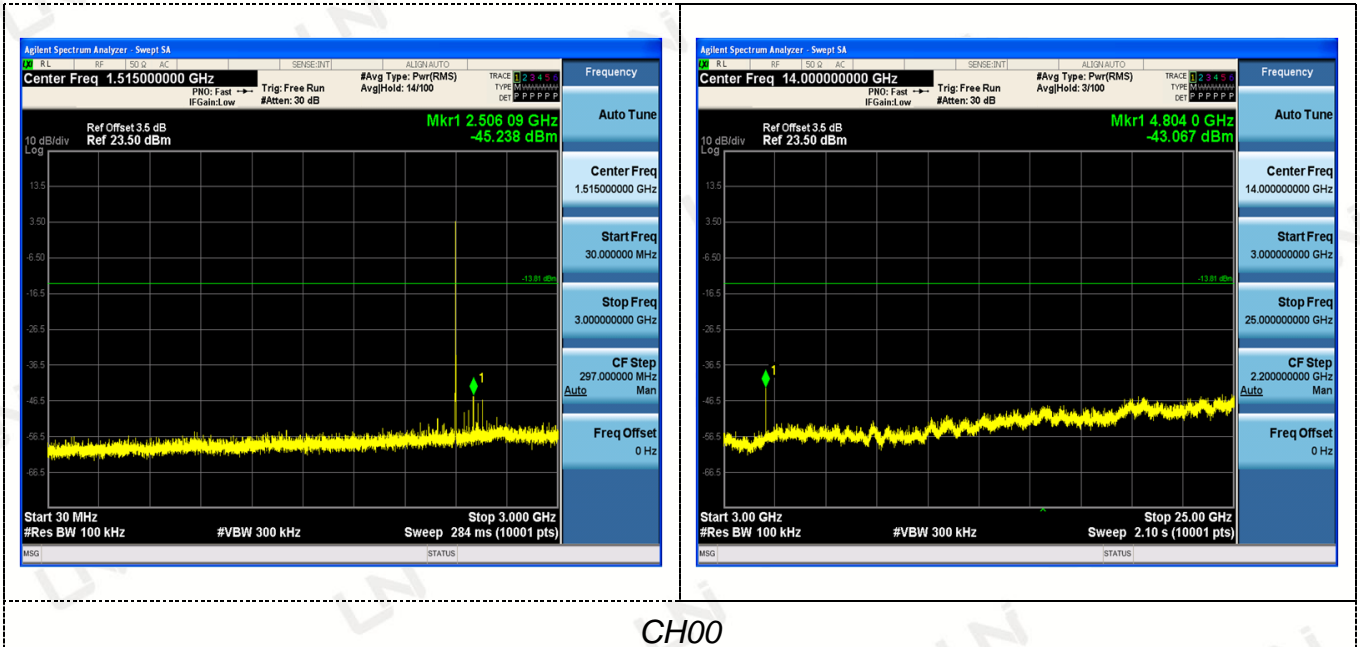 Agilent Spectrum Analyzer - Swept SA
LXI RL RF 50 Ω AC SENSE:INT ALIGNAUTO
Center Freq 1.515000000 GHz
PNO: Fast
IFGain:Low
Trig: Free Run
#Atten: 30 dB
#Avg Type: Pwr(RMS)
Avg|Hold: 14/100
TRACE 1 2 3 4 5 6
TYPE M
DET P P P P P P
Ref Offset 3.5 dB
Ref 23.50 dBm
10 dB/div
Log
Mkr1 2.506 09 GHz
-45.238 dBm
13.5
3.50
-6.50
-16.5
-26.5
-36.5
-46.5
-56.5
-66.5
-13.81 dBm
1
Start 30 MHz
Stop 3.000 GHz
#Res BW 100 kHz
#VBW 300 kHz
Sweep 284 ms (10001 pts)
MSG
STATUS
Frequency
Auto Tune
Center Freq
1.515000000 GHz
Start Freq
30.000000 MHz
Stop Freq
3.000000000 GHz
CF Step
297.000000 MHz
Auto Man
Freq Offset
0 Hz
Agilent Spectrum Analyzer - Swept SA
LXI RL RF 50 Ω AC SENSE:INT ALIGNAUTO
Center Freq 14.000000000 GHz
PNO: Fast
IFGain:Low
Trig: Free Run
#Atten: 30 dB
#Avg Type: Pwr(RMS)
Avg|Hold: 3/100
TRACE 1 2 3 4 5 6
TYPE M
DET P P P P P P
Ref Offset 3.5 dB
Ref 23.50 dBm
10 dB/div
Log
Mkr1 4.804 0 GHz
-43.067 dBm
13.5
3.50
-6.50
-16.5
-26.5
-36.5
-46.5
-56.5
-66.5
-13.81 dBm
1
Start 3.00 GHz
Stop 25.00 GHz
#Res BW 100 kHz
#VBW 300 kHz
Sweep 2.10 s (10001 pts)
MSG
STATUS
Frequency
Auto Tune
Center Freq
14.000000000 GHz
Start Freq
3.000000000 GHz
Stop Freq
25.000000000 GHz
CF Step
2.200000000 GHz
Auto Man
Freq Offset
0 Hz
CH00